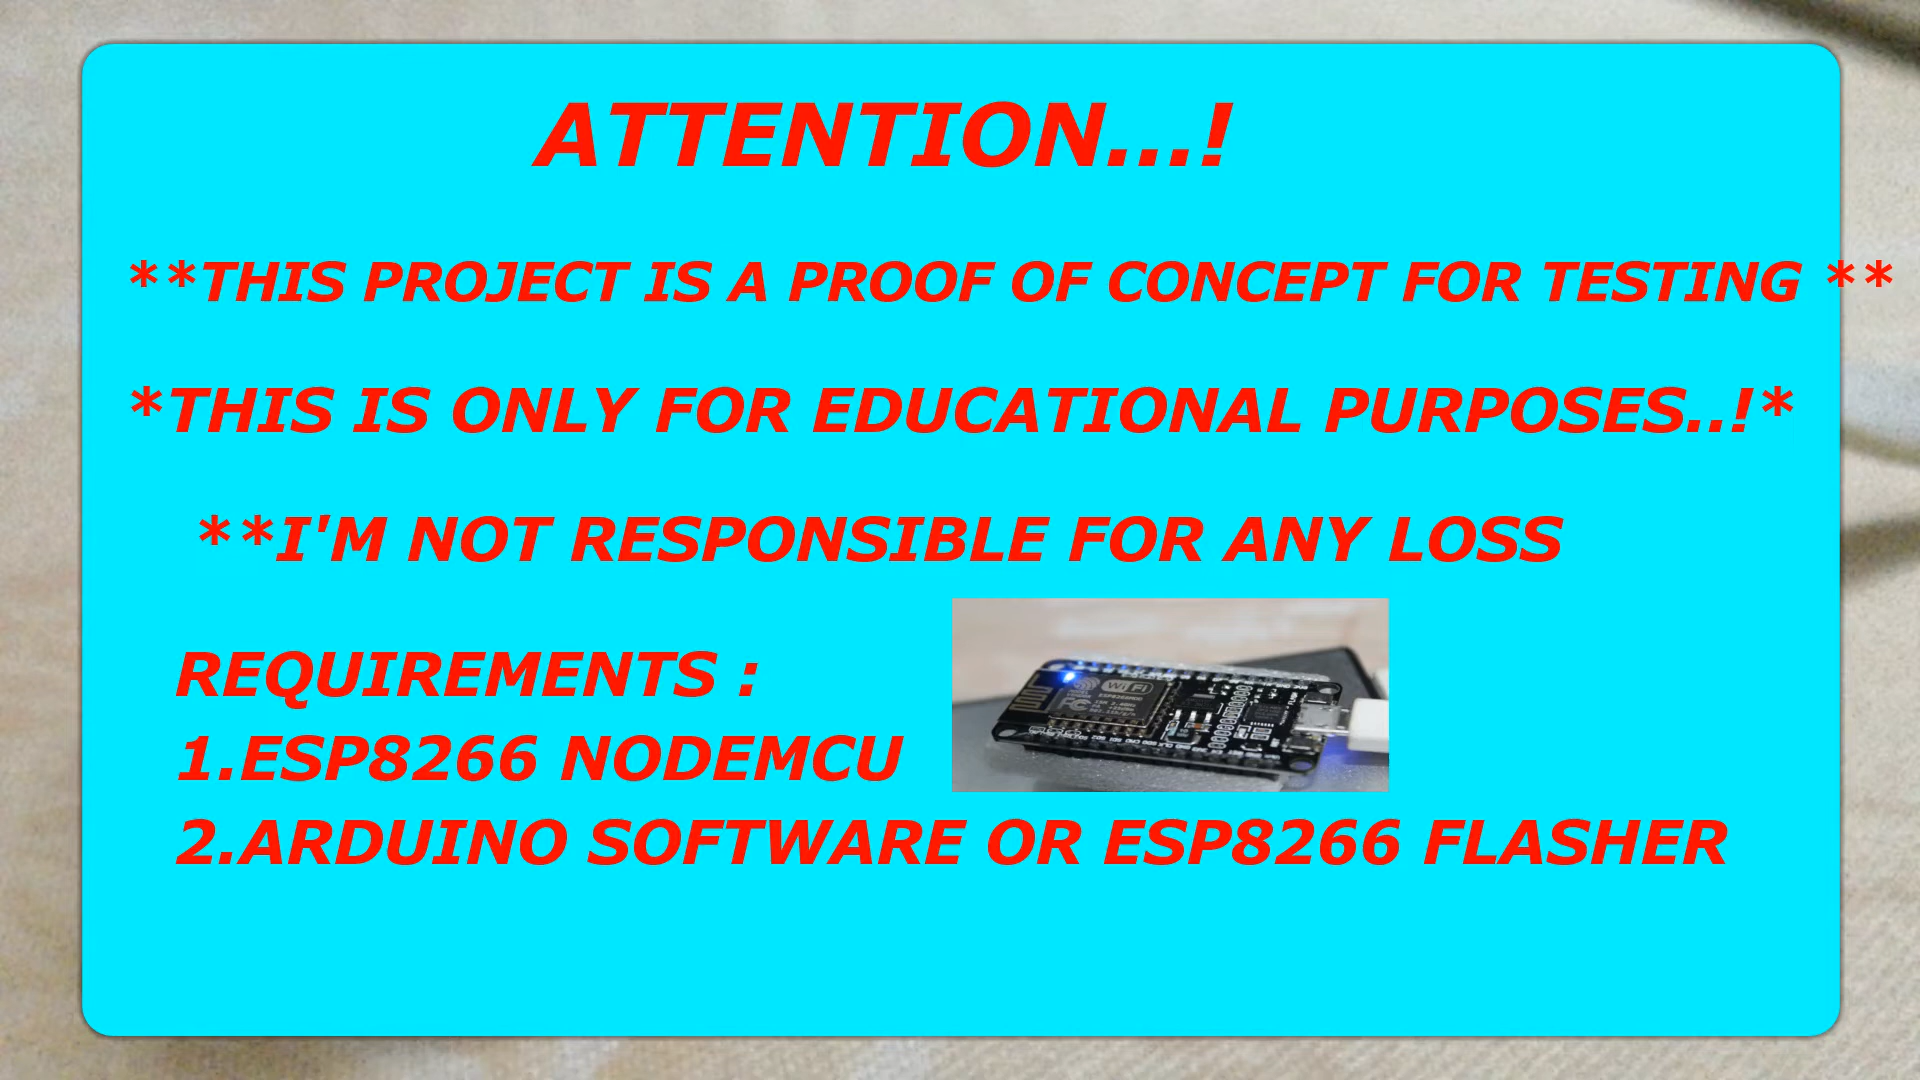 ATTENTION...!
**THIS PROJECT IS A PROOF OF CONCEPT FOR TESTING **
*THIS IS ONLY FOR EDUCATIONAL PURPOSES..!*
**I'M NOT RESPONSIBLE FOR ANY LOSS
REQUIREMENTS :
1.ESP8266 NODEMCU
2.ARDUINO SOFTWARE OR ESP8266 FLASHER
WiFi